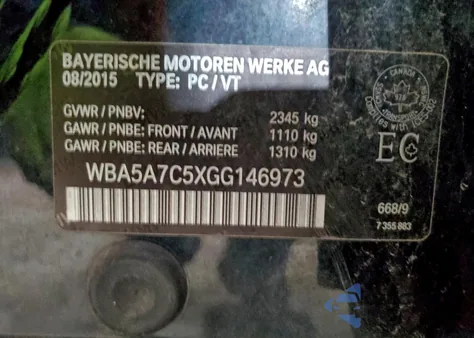 BAYERISCHE MOTOREN WERKE AG
08/2015 TYPE: PC / VT
GVWR / PNBV: 2345 kg
GAWR / PNBE: FRONT / AVANT 1110 kg
GAWR / PNBE: REAR / ARRIERE 1310 kg
WBA5A7C5XGG146973
CANADA
EC
668/9
7 355 883